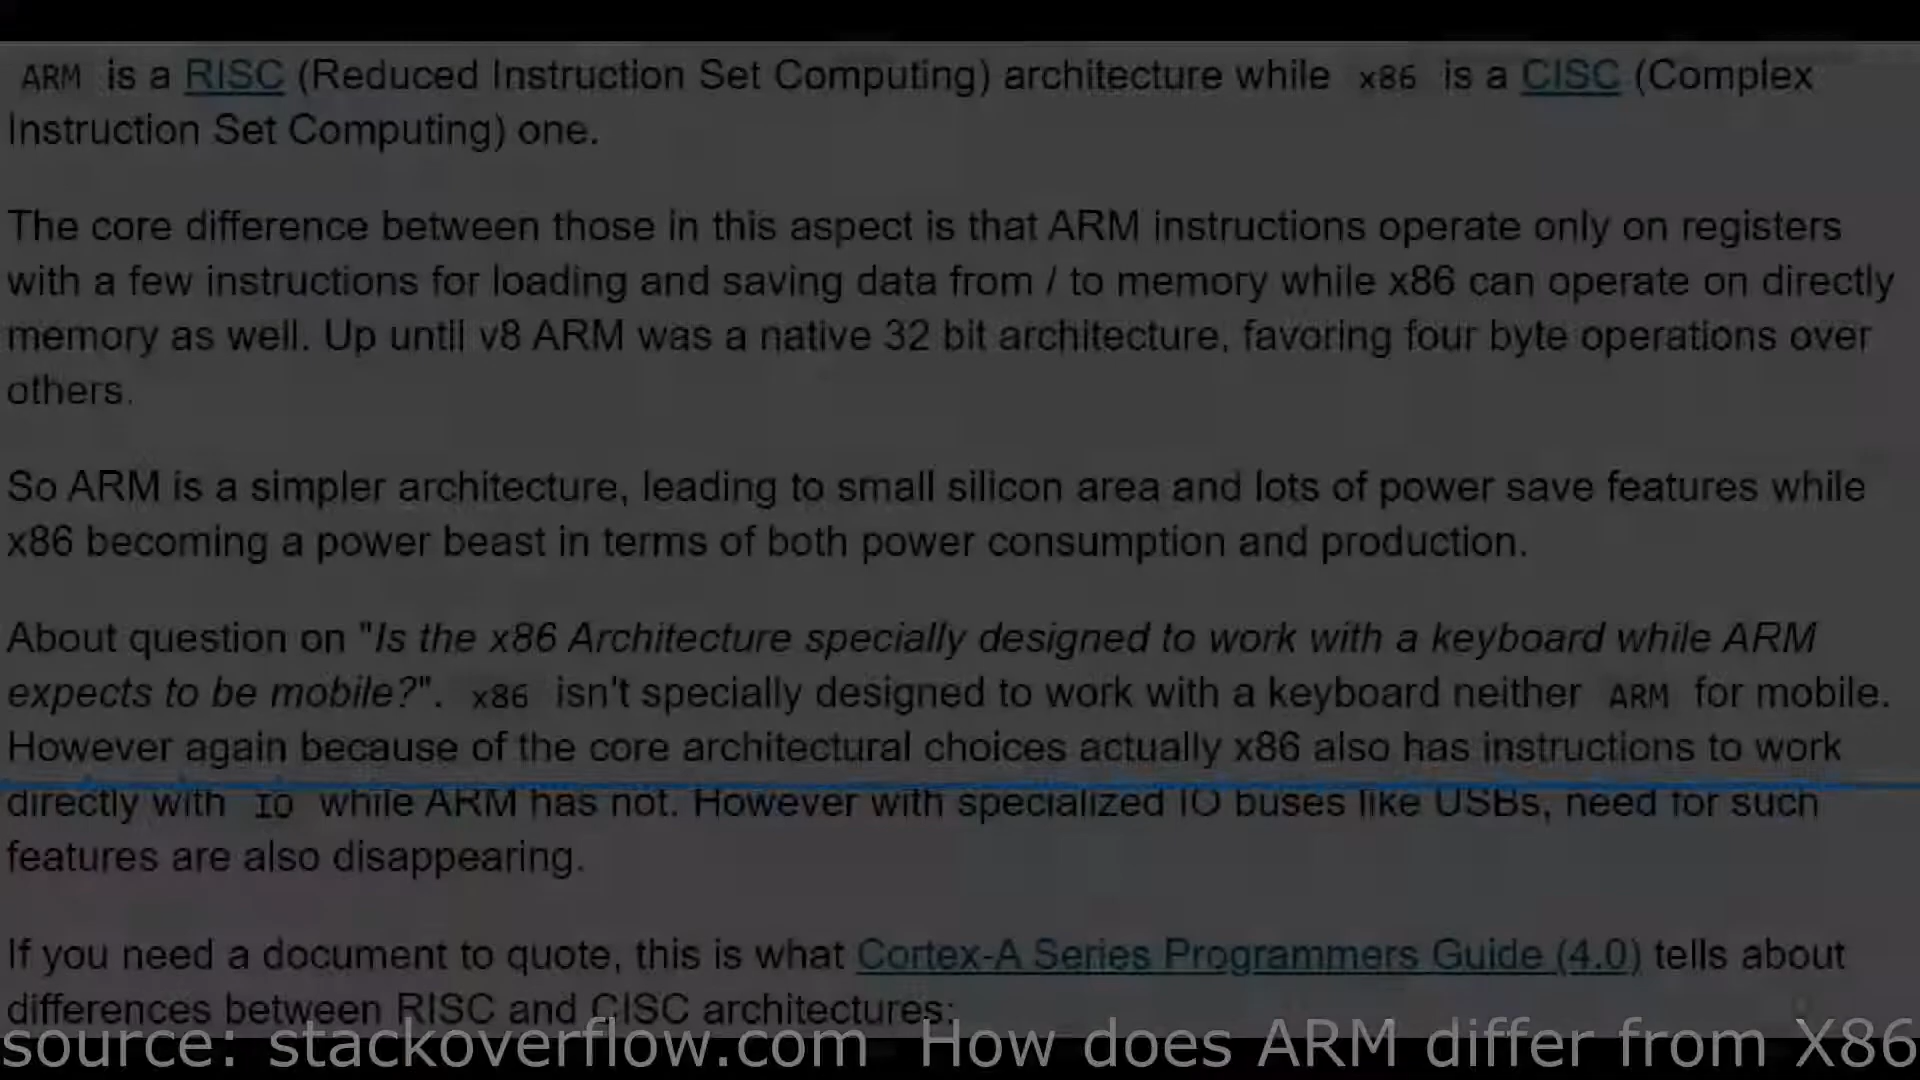 ARM is a RISC (Reduced Instruction Set Computing) architecture while x86 is a CISC (Complex
Instruction Set Computing) one.
The core difference between those in this aspect is that ARM instructions operate only on registers
with a few instructions for loading and saving data from / to memory while x86 can operate on directly
memory as well. Up until v8 ARM was a native 32 bit architecture, favoring four byte operations over
others.
So ARM is a simpler architecture, leading to small silicon area and lots of power save features while
x86 becoming a power beast in terms of both power consumption and production.
About question on "Is the x86 Architecture specially designed to work with a keyboard while ARM
expects to be mobile?". x86 isn't specially designed to work with a keyboard neither ARM for mobile.
However again because of the core architectural choices actually x86 also has instructions to work
directly with IO while ARM has not. However with specialized IO buses like USBs, need for such
features are also disappearing.
If you need a document to quote, this is what Cortex-A Series Programmers Guide (4.0) tells about
differences between RISC and CISC architectures:
source: stackoverflow.com How does ARM differ from X86